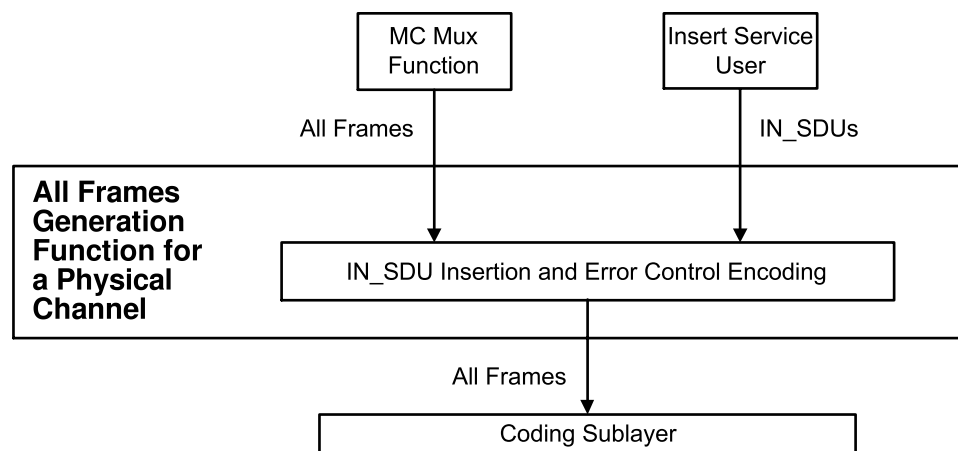 MC Mux
Function
Insert Service
User
All Frames
IN_SDUs
All Frames
Generation
Function for
a Physical
Channel
IN_SDU Insertion and Error Control Encoding
All Frames
Coding Sublayer